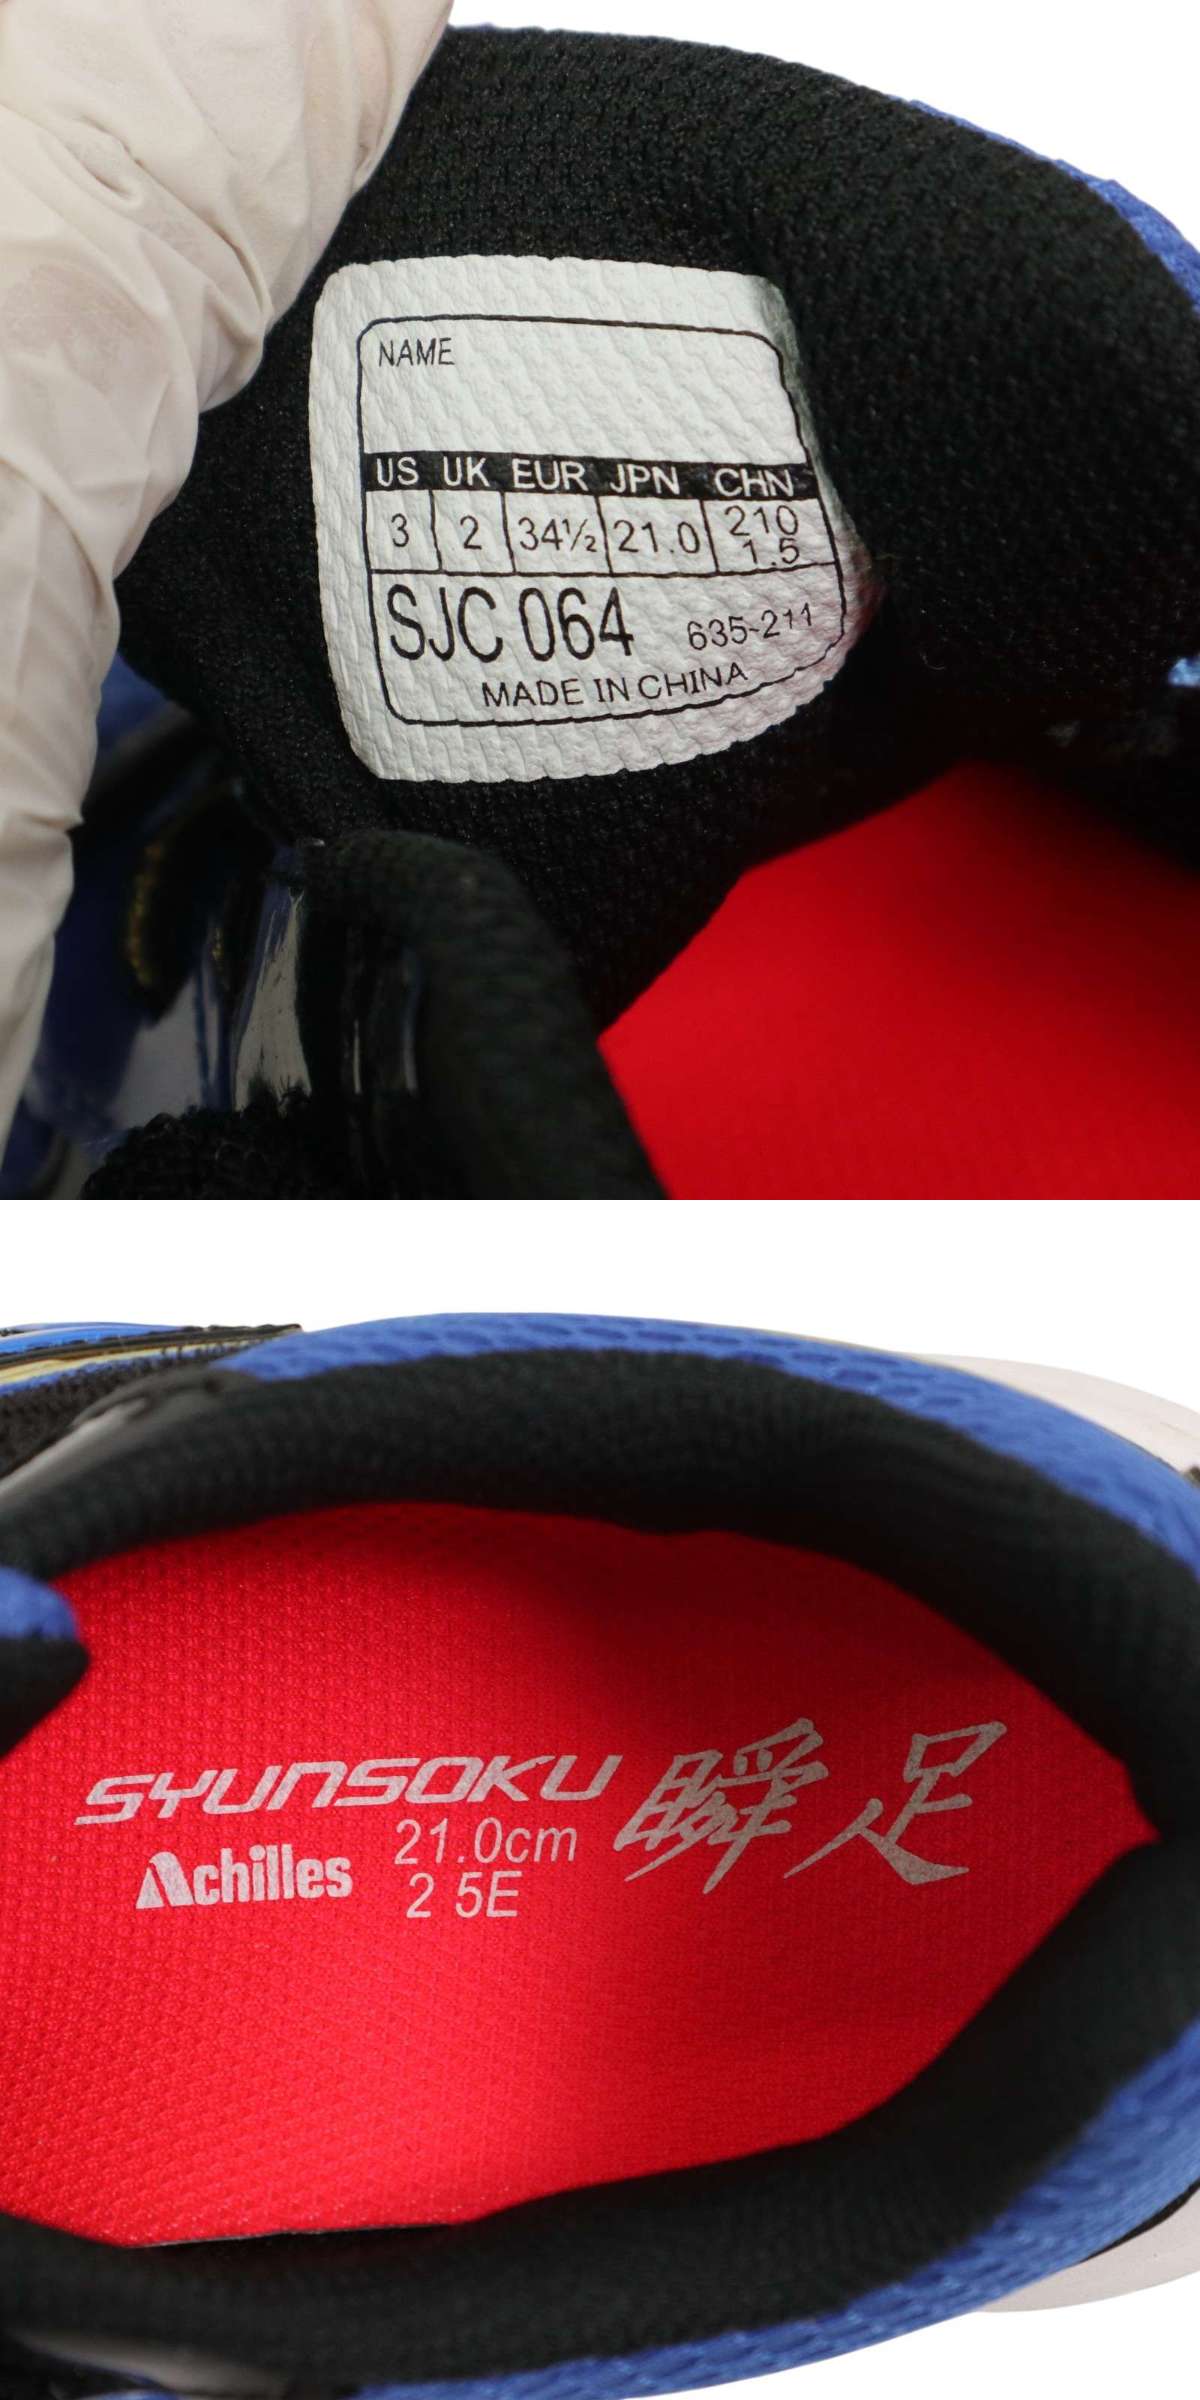 NAME
US UK EUR JPN CHN
3 2 34½ 21.0 210
1.5
SJC 064 635-211
MADE IN CHINA
SYUNSOKU 瞬足
Achilles 21.0cm
2 5E